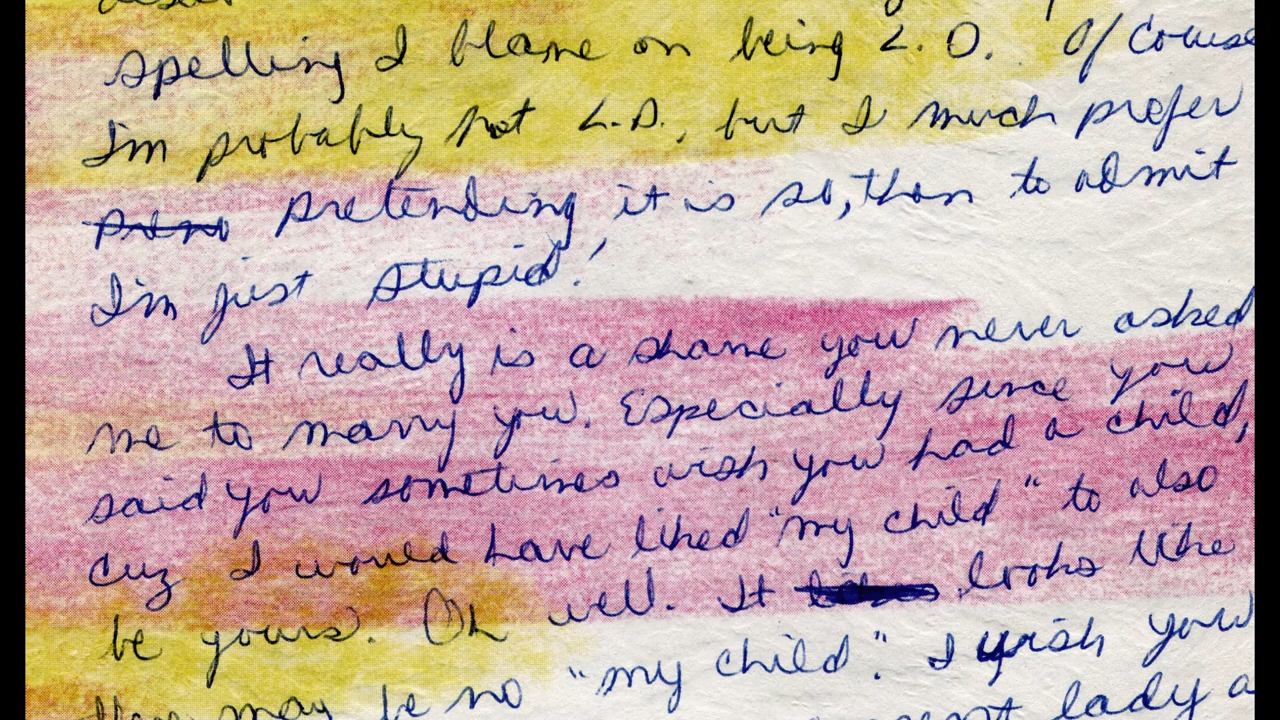 spelling I blame on being L.D. Of course
I'm probably not L.D., but I much prefer
pretending it is so, than to admit
I'm just stupid!
It really is a shame you never asked
me to marry you. Especially since you
said you sometimes wish you had a child,
cuz I would have liked "my child" to also
be yours. Oh well. It looks like
there may be no "my child". I wish you
lady a